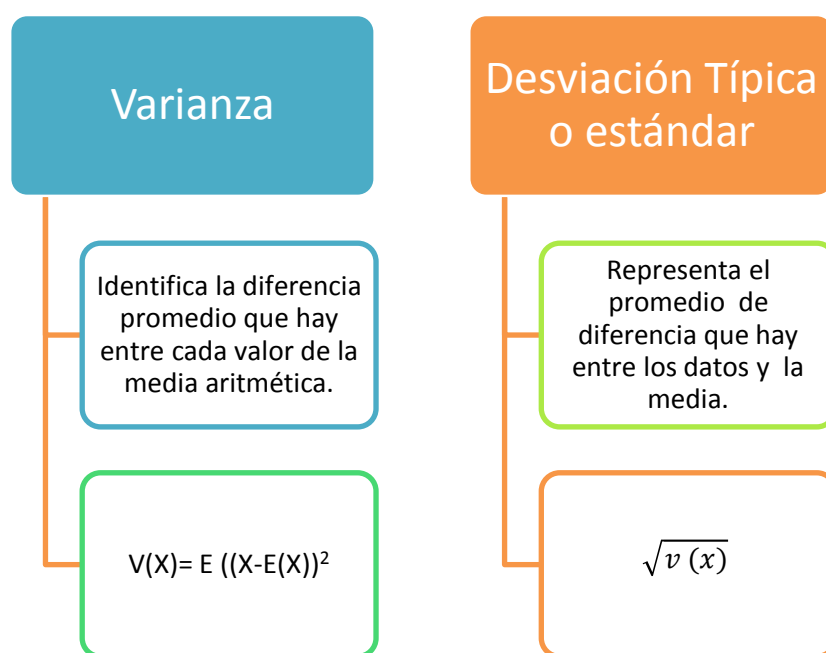 Varianza
Identifica la diferencia
promedio que hay
entre cada valor de la
media aritmética.
V(X)= E ((X-E(X))²
Desviación Típica
o estándar
Representa el
promedio de
diferencia que hay
entre los datos y la
media.
√v (x)